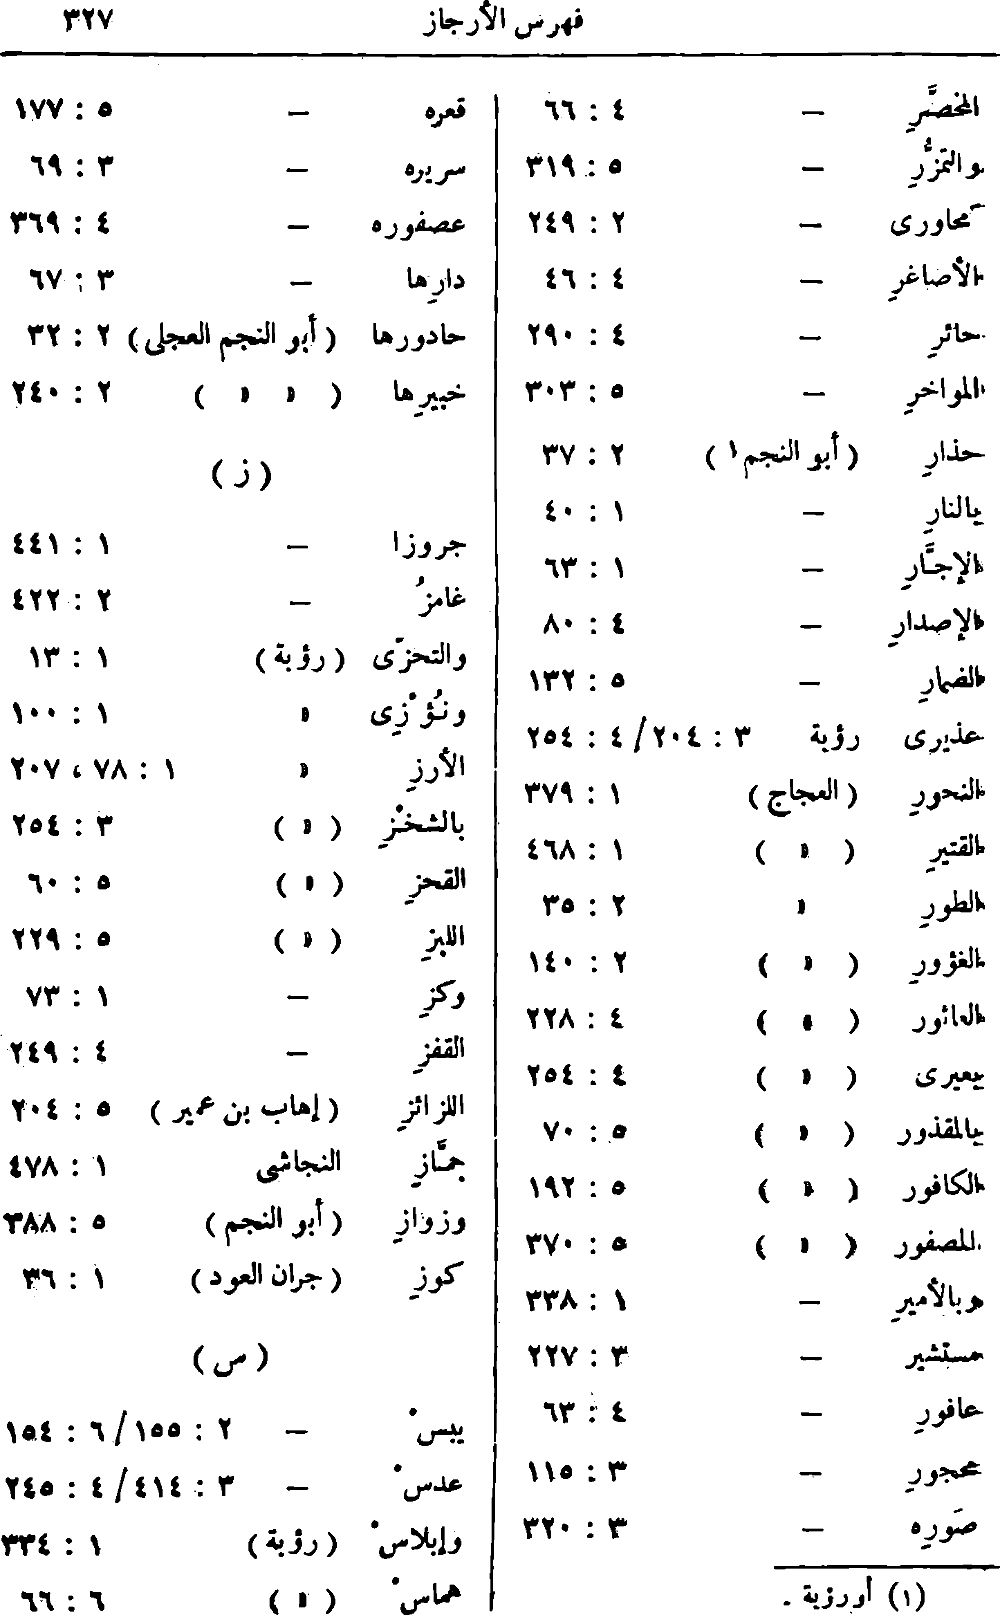 فهرس الأرجاز ٣٢٧
المخصَّرِ – ٤ : ٦٦
والتمزُّرِ – ٥ : ٣١٩
محاورى – ٢ : ٢٤٩
الأصاغرِ – ٤ : ٤٦
حائرِ – ٤ : ٢٩٠
المواخرِ – ٥ : ٣٠٣
حذارِ ( أبو النجم ١ ) ٢ : ٣٧
بالنارِ – ١ : ٤٠
الإجَّارِ – ١ : ٦٣
الإصدارِ – ٤ : ٨٠
الضمارِ – ٥ : ١٣٢
عذيرى رؤبة ٣ : ٢٠٤/ ٤ : ٢٥٤
النحورِ ( العجاج ) ١ : ٣٧٩
القتيرِ ( » ) ١ : ٤٦٨
الطورِ » ٢ : ٣٥
الغؤورِ ( » ) ٢ : ١٤٠
العاثورِ ( » ) ٤ : ٢٢٨
بعيرى ( » ) ٤ : ٢٥٤
بالمقذور ( » ) ٥ : ٧٠
الكافور ( » ) ٥ : ١٩٢
المصفور ( » ) ٥ : ٣٧٠
وبالأميرِ – ١ : ٣٣٨
مستشير – ٣ : ٢٢٧
عافورِ – ٤ : ٦٣
محجورِ – ٣ : ١١٥
صَوره – ٣ : ٣٢٠
(١) أورؤبة .
قعره – ٥ : ١٧٧
سريره – ٣ : ٦٩
عصفوره – ٤ : ٣٦٩
دارِها – ٣ : ٦٧
حادورها ( أبو النجم العجلى ) ٢ : ٣٢
خبيرِها ( » » ) ٢ : ٢٤٠
( ز )
جروزا – ١ : ٤٤١
غامزُ – ٢ : ٤٢٢
والتحزّى ( رؤبة ) ١ : ١٣
ونُؤْزِى » ١ : ١٠٠
الأرزِ » ١ : ٧٨ ، ٢٠٧
بالشخْزِ ( » ) ٣ : ٢٥٤
القحزِ ( » ) ٥ : ٦٠
اللبزِ ( » ) ٥ : ٢٢٩
وكزِ – ١ : ٧٣
القفزِ – ٤ : ٢٤٩
اللزائزِ ( إهاب بن عمير ) ٥ : ٢٠٤
جمَّازِ النجاشى ١ : ٤٧٨
وزوازِ ( أبو النجم ) ٥ : ٣٨٨
كوزِ ( جران العود ) ١ : ٣٦
( س )
يبسْ – ٢ : ١٥٥/ ٦ : ١٥٤
عدسْ – ٣ : ٤١٤/ ٤ : ٢٤٥
وإبلاسْ ( رؤبة ) ١ : ٣٣٤
هماسْ ( » ) ٦ : ٦٦